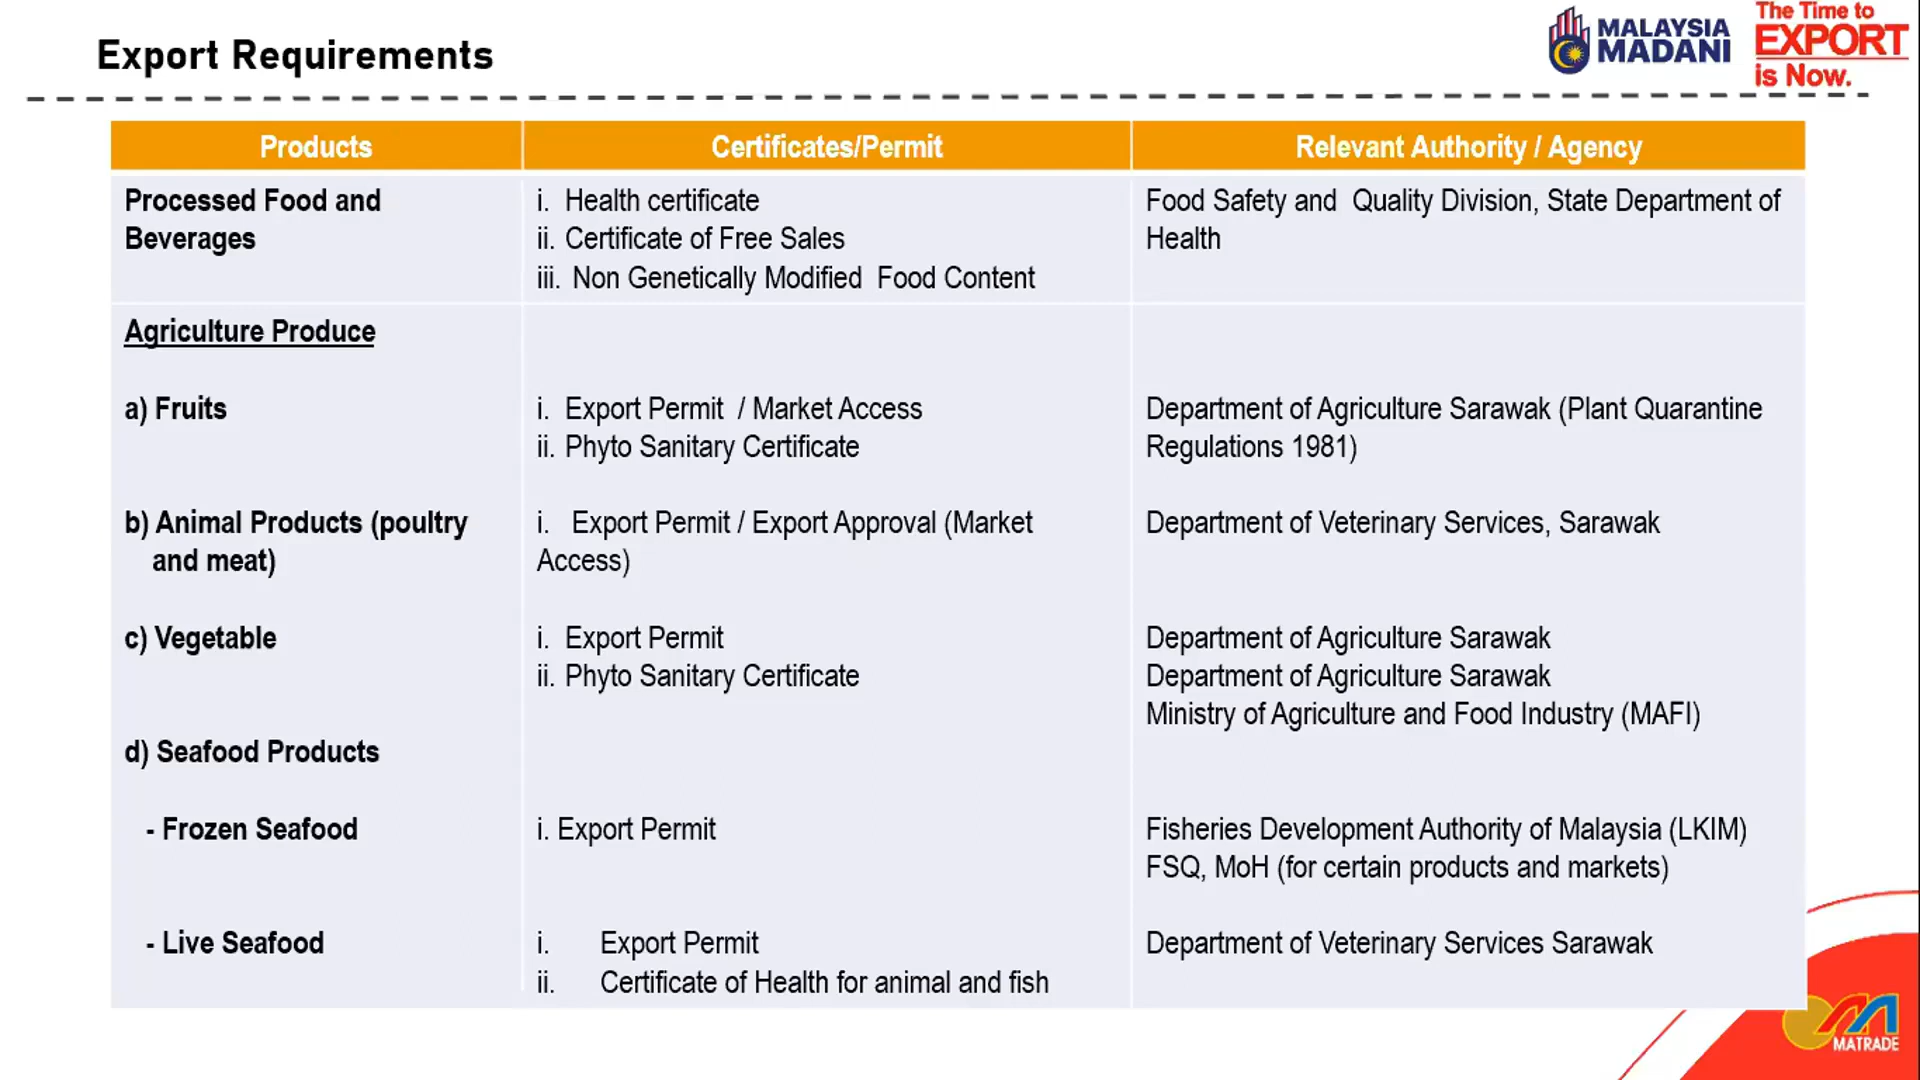 Export Requirements
MALAYSIA
MADANI
The Time to
EXPORT
is Now.
Products
Certificates/Permit
Relevant Authority / Agency
Processed Food and
Beverages
i. Health certificate
ii. Certificate of Free Sales
iii. Non Genetically Modified Food Content
Food Safety and Quality Division, State Department of
Health
Agriculture Produce
a) Fruits
i. Export Permit / Market Access
ii. Phyto Sanitary Certificate
Department of Agriculture Sarawak (Plant Quarantine
Regulations 1981)
b) Animal Products (poultry
and meat)
i. Export Permit / Export Approval (Market
Access)
Department of Veterinary Services, Sarawak
c) Vegetable
i. Export Permit
ii. Phyto Sanitary Certificate
Department of Agriculture Sarawak
Department of Agriculture Sarawak
Ministry of Agriculture and Food Industry (MAFI)
d) Seafood Products
- Frozen Seafood
i. Export Permit
Fisheries Development Authority of Malaysia (LKIM)
FSQ, MoH (for certain products and markets)
- Live Seafood
i. Export Permit
ii. Certificate of Health for animal and fish
Department of Veterinary Services Sarawak
MATRADE